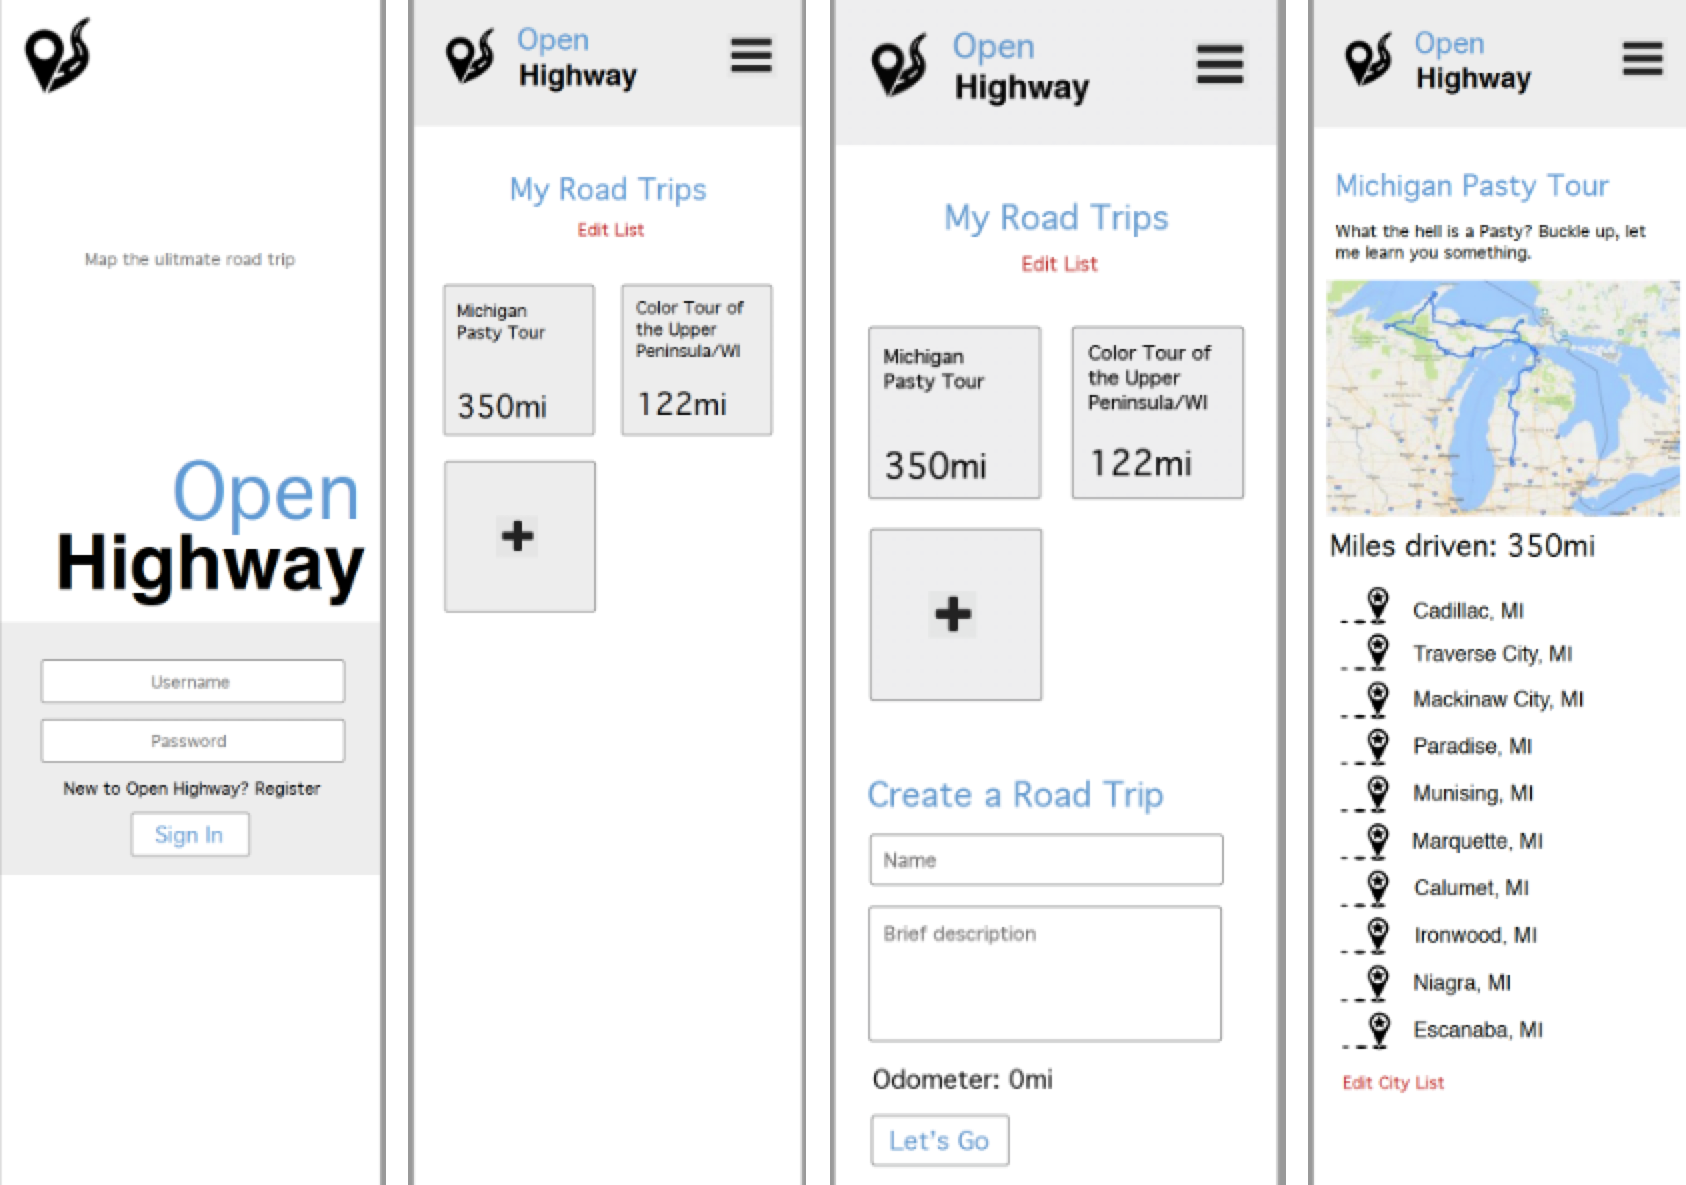 Map the ulitmate road trip
Open
Highway
Username
Password
New to Open Highway? Register
Sign In
Open
Highway
My Road Trips
Edit List
Michigan
Pasty Tour
350mi
Color Tour of
the Upper
Peninsula/WI
122mi
Open
Highway
My Road Trips
Edit List
Michigan
Pasty Tour
350mi
Color Tour of
the Upper
Peninsula/WI
122mi
Create a Road Trip
Name
Brief description
Odometer: 0mi
Let's Go
Open
Highway
Michigan Pasty Tour
What the hell is a Pasty? Buckle up, let
me learn you something.
Miles driven: 350mi
Cadillac, MI
Traverse City, MI
Mackinaw City, MI
Paradise, MI
Munising, MI
Marquette, MI
Calumet, MI
Ironwood, MI
Niagra, MI
Escanaba, MI
Edit City List